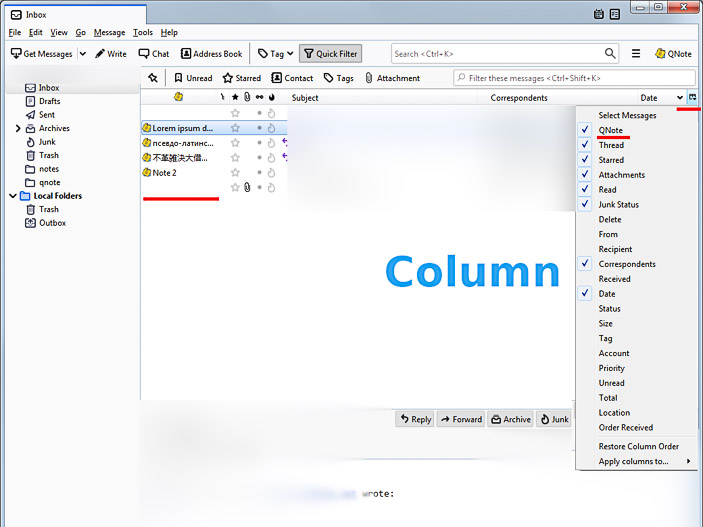 Inbox
File Edit View Go Message Tools Help
Get Messages Write Chat Address Book Tag Quick Filter Search <Ctrl+K> QNote
Unread Starred Contact Tags Attachment Filter these messages <Ctrl+Shift+K>
Inbox
Drafts
Sent
Archives
Junk
Trash
notes
qnote
Local Folders
Trash
Outbox
Subject Correspondents Date
Lorem ipsum d...
псевдо-латинс...
不革雑決大借...
Note 2
Column
Select Messages
QNote
Thread
Starred
Attachments
Read
Junk Status
Delete
From
Recipient
Correspondents
Received
Date
Status
Size
Tag
Account
Priority
Unread
Total
Location
Order Received
Restore Column Order
Apply columns to...
Reply Forward Archive Junk
wrote: